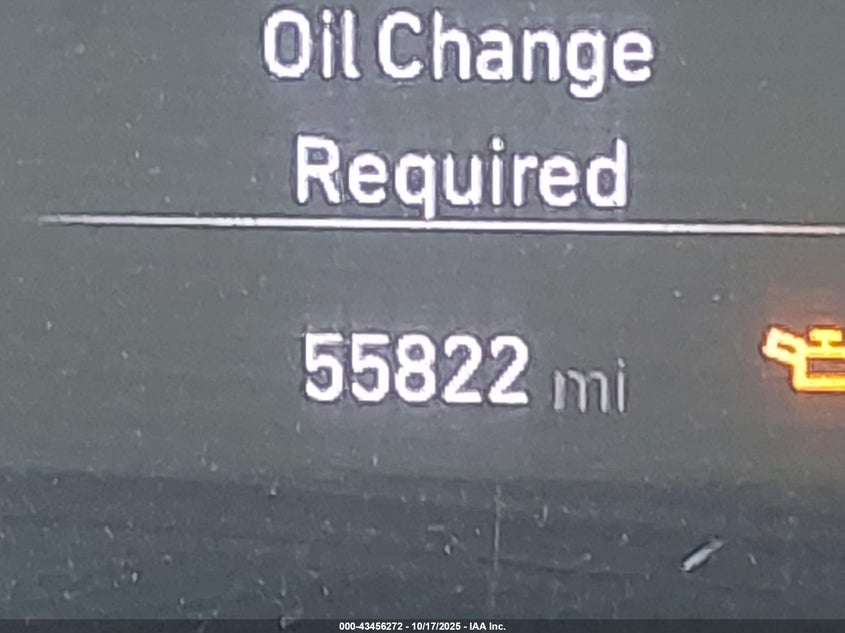 Oil Change
Required
55822 mi
000-43456272 - 10/17/2025 - IAA Inc.